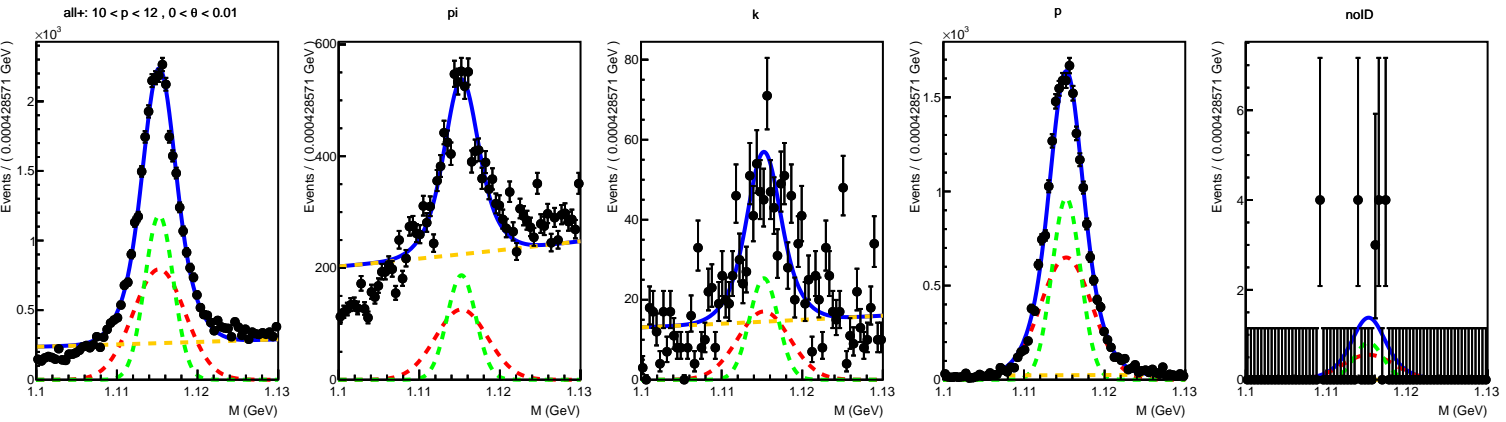 all+: 10 < p < 12 , 0 < θ < 0.01
×10³
Events / ( 0.000428571 GeV )
2
1.5
1
0.5
0
1.1 1.11 1.12 1.13
M (GeV)
pi
Events / ( 0.000428571 GeV )
600
400
200
0
1.1 1.11 1.12 1.13
M (GeV)
k
Events / ( 0.000428571 GeV )
80
60
40
20
0
1.1 1.11 1.12 1.13
M (GeV)
p
×10³
Events / ( 0.000428571 GeV )
1.5
1
0.5
0
1.1 1.11 1.12 1.13
M (GeV)
noID
Events / ( 0.000428571 GeV )
6
4
2
0
1.1 1.11 1.12 1.13
M (GeV)